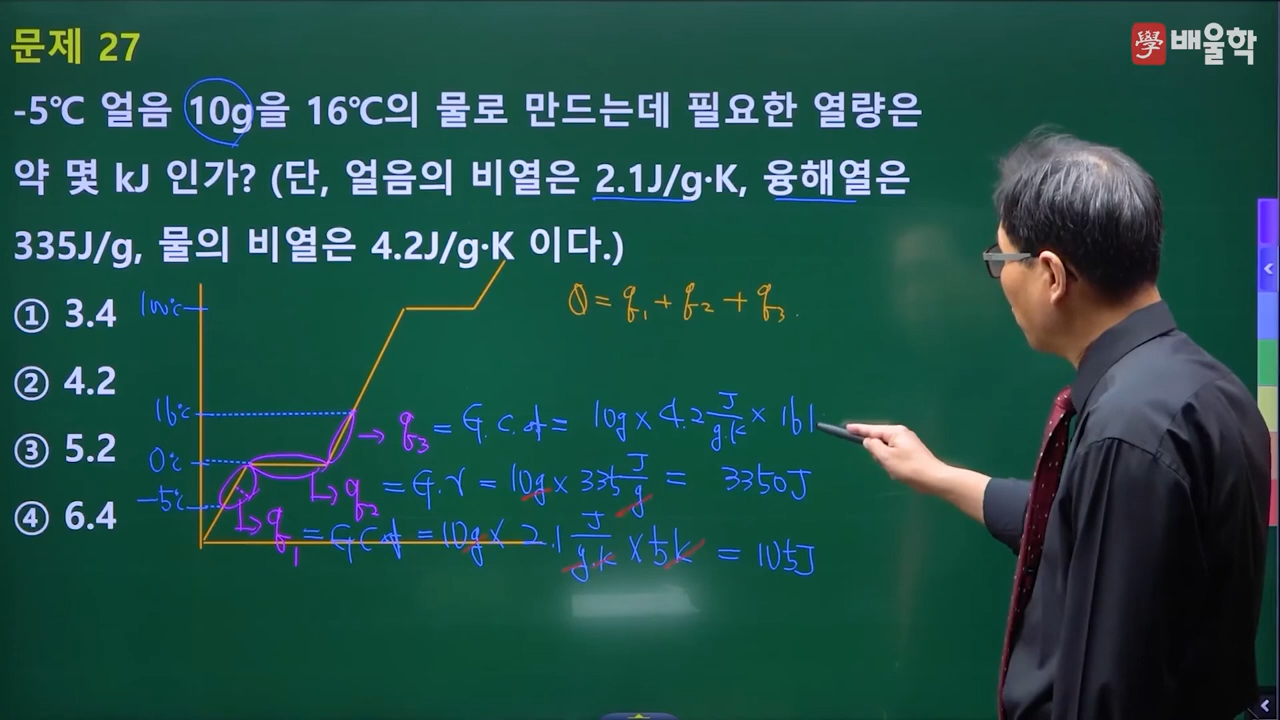 문제 27
學 배울학
-5℃ 얼음 10g을 16℃의 물로 만드는데 필요한 열량은
약 몇 kJ 인가? (단, 얼음의 비열은 2.1J/g·K, 융해열은
335J/g, 물의 비열은 4.2J/g·K 이다.)
① 3.4
② 4.2
③ 5.2
④ 6.4
100℃
16℃
0℃
-5℃
Q = q₁ + q₂ + q₃.
→ q₃ = G.C.Δt = 10g × 4.2 J/g.K × 16
→ q₂ = G.r = 10g × 335 J/g = 3350J
→ q₁ = GCΔt = 10g × 2.1 J/g.K × 5K = 105J